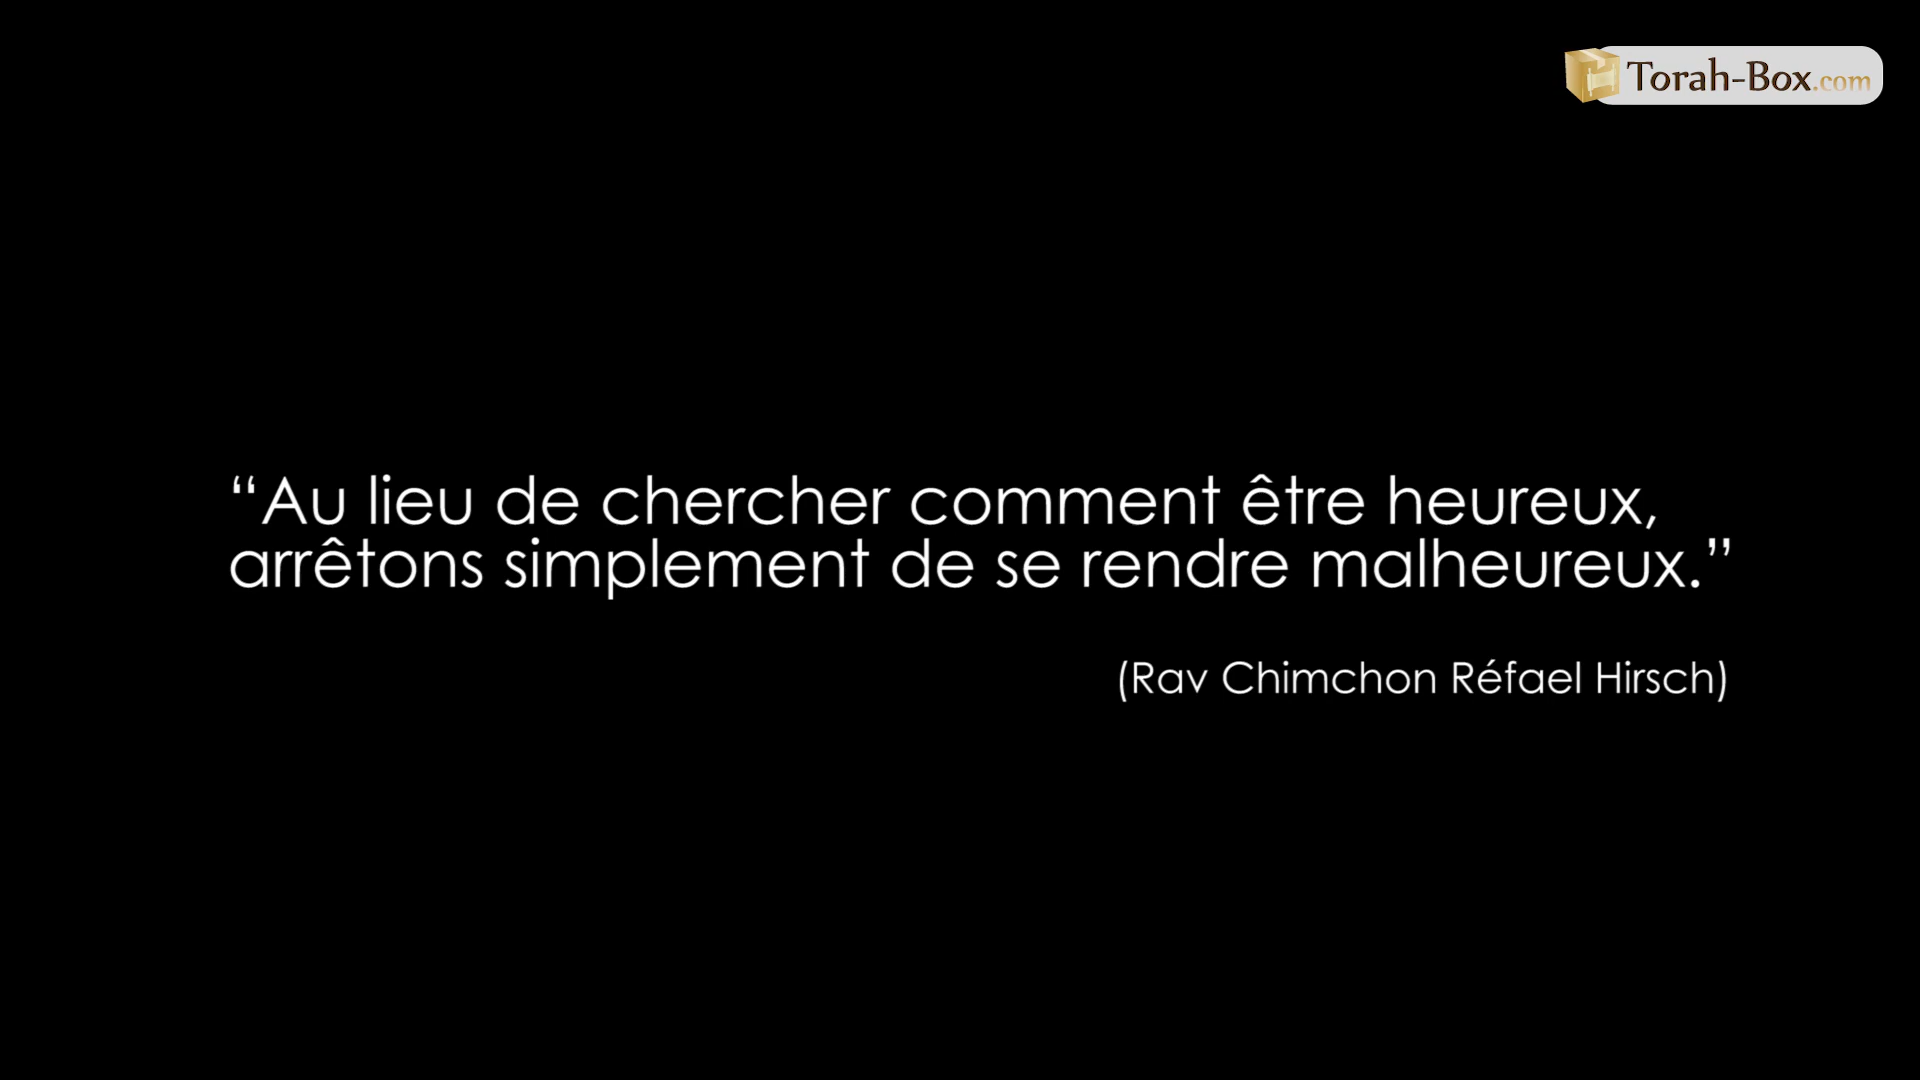 Torah-Box.com
“Au lieu de chercher comment être heureux,
arrêtons simplement de se rendre malheureux.”
(Rav Chimchon Réfael Hirsch)